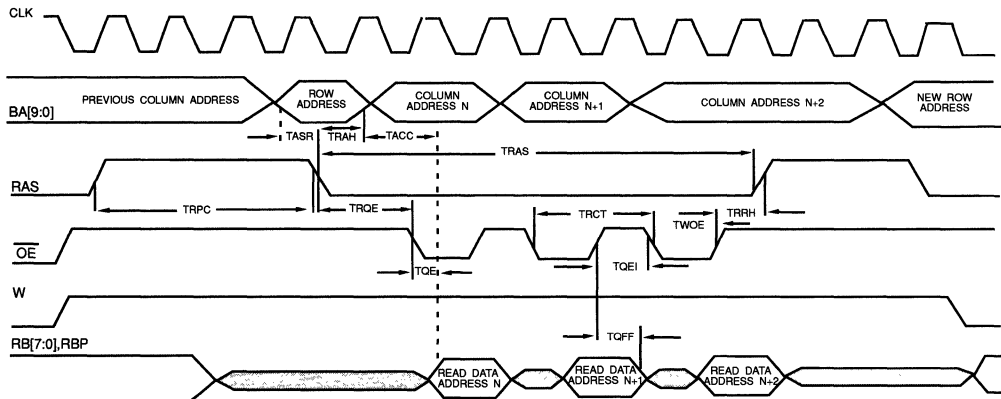 CLK
PREVIOUS COLUMN ADDRESS
ROW
ADDRESS
COLUMN
ADDRESS N
COLUMN
ADDRESS N+1
COLUMN ADDRESS N+2
NEW ROW
ADDRESS
BA[9:0]
TASR
TRAH
TACC
TRAS
RAS
TRPC
TRQE
TRCT
TWOE
TRRH
OE
TQE
TQEI
W
TQFF
RB[7:0],RBP
READ DATA
ADDRESS N
READ DATA
ADDRESS N+1
READ DATA
ADDRESS N+2